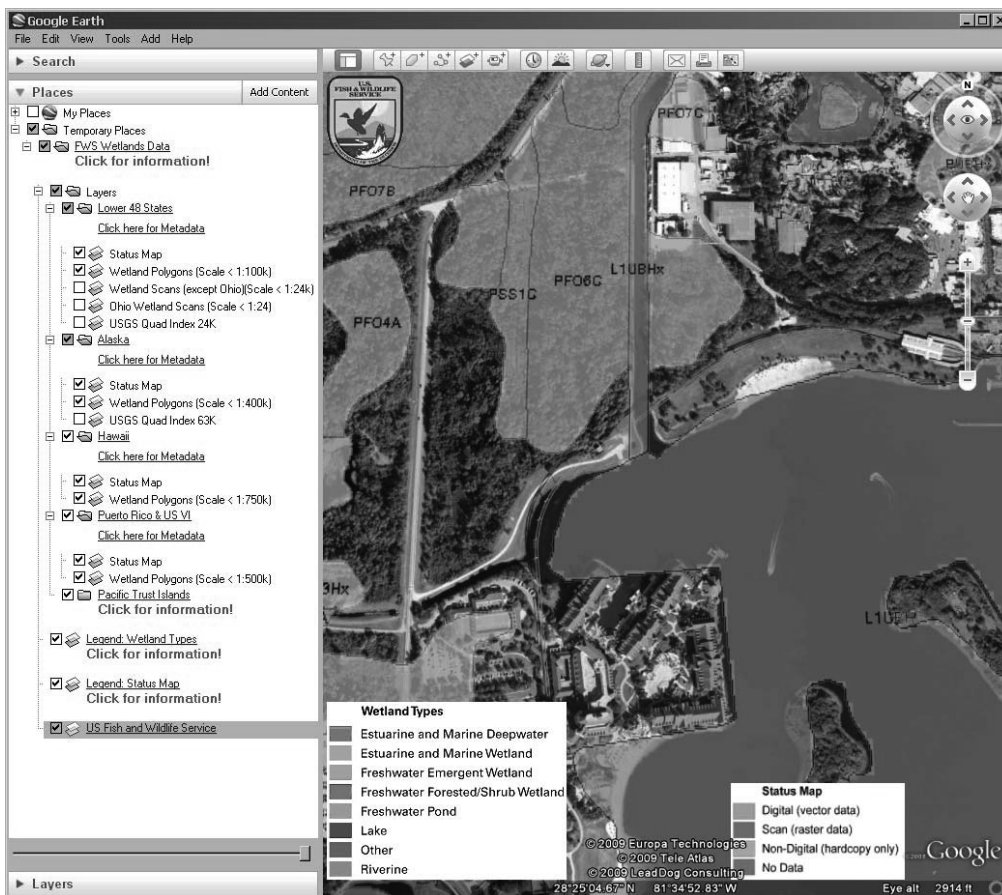 Google Earth
File Edit View Tools Add Help
Search
Places
Add Content
My Places
Temporary Places
FWS Wetlands Data
Click for information!
Layers
Lower 48 States
Click here for Metadata
Status Map
Wetland Polygons (Scale < 1:100k)
Wetland Scans (except Ohio)(Scale < 1:24k)
Ohio Wetland Scans (Scale < 1:24)
USGS Quad Index 24K
Alaska
Click here for Metadata
Status Map
Wetland Polygons (Scale < 1:400k)
USGS Quad Index 63K
Hawaii
Click here for Metadata
Status Map
Wetland Polygons (Scale < 1:750k)
Puerto Rico & US VI
Click here for Metadata
Status Map
Wetland Polygons (Scale < 1:500k)
Pacific Trust Islands
Click for information!
Legend: Wetland Types
Click for information!
Legend: Status Map
Click for information!
US Fish and Wildlife Service
Layers
U.S.
FISH & WILDLIFE
SERVICE
N
PFO7C
PFO7B
L1UBHx
PFO6C
PSS1C
PFO4A
3Hx
Wetland Types
Estuarine and Marine Deepwater
Estuarine and Marine Wetland
Freshwater Emergent Wetland
Freshwater Forested/Shrub Wetland
Freshwater Pond
Lake
Other
Riverine
Status Map
Digital (vector data)
Scan (raster data)
Non-Digital (hardcopy only)
No Data
© 2009 Europa Technologies
© 2009 Tele Atlas
© 2009 LeadDog Consulting
Google
28°25'04.67" N 81°34'52.83" W
Eye alt 2914 ft